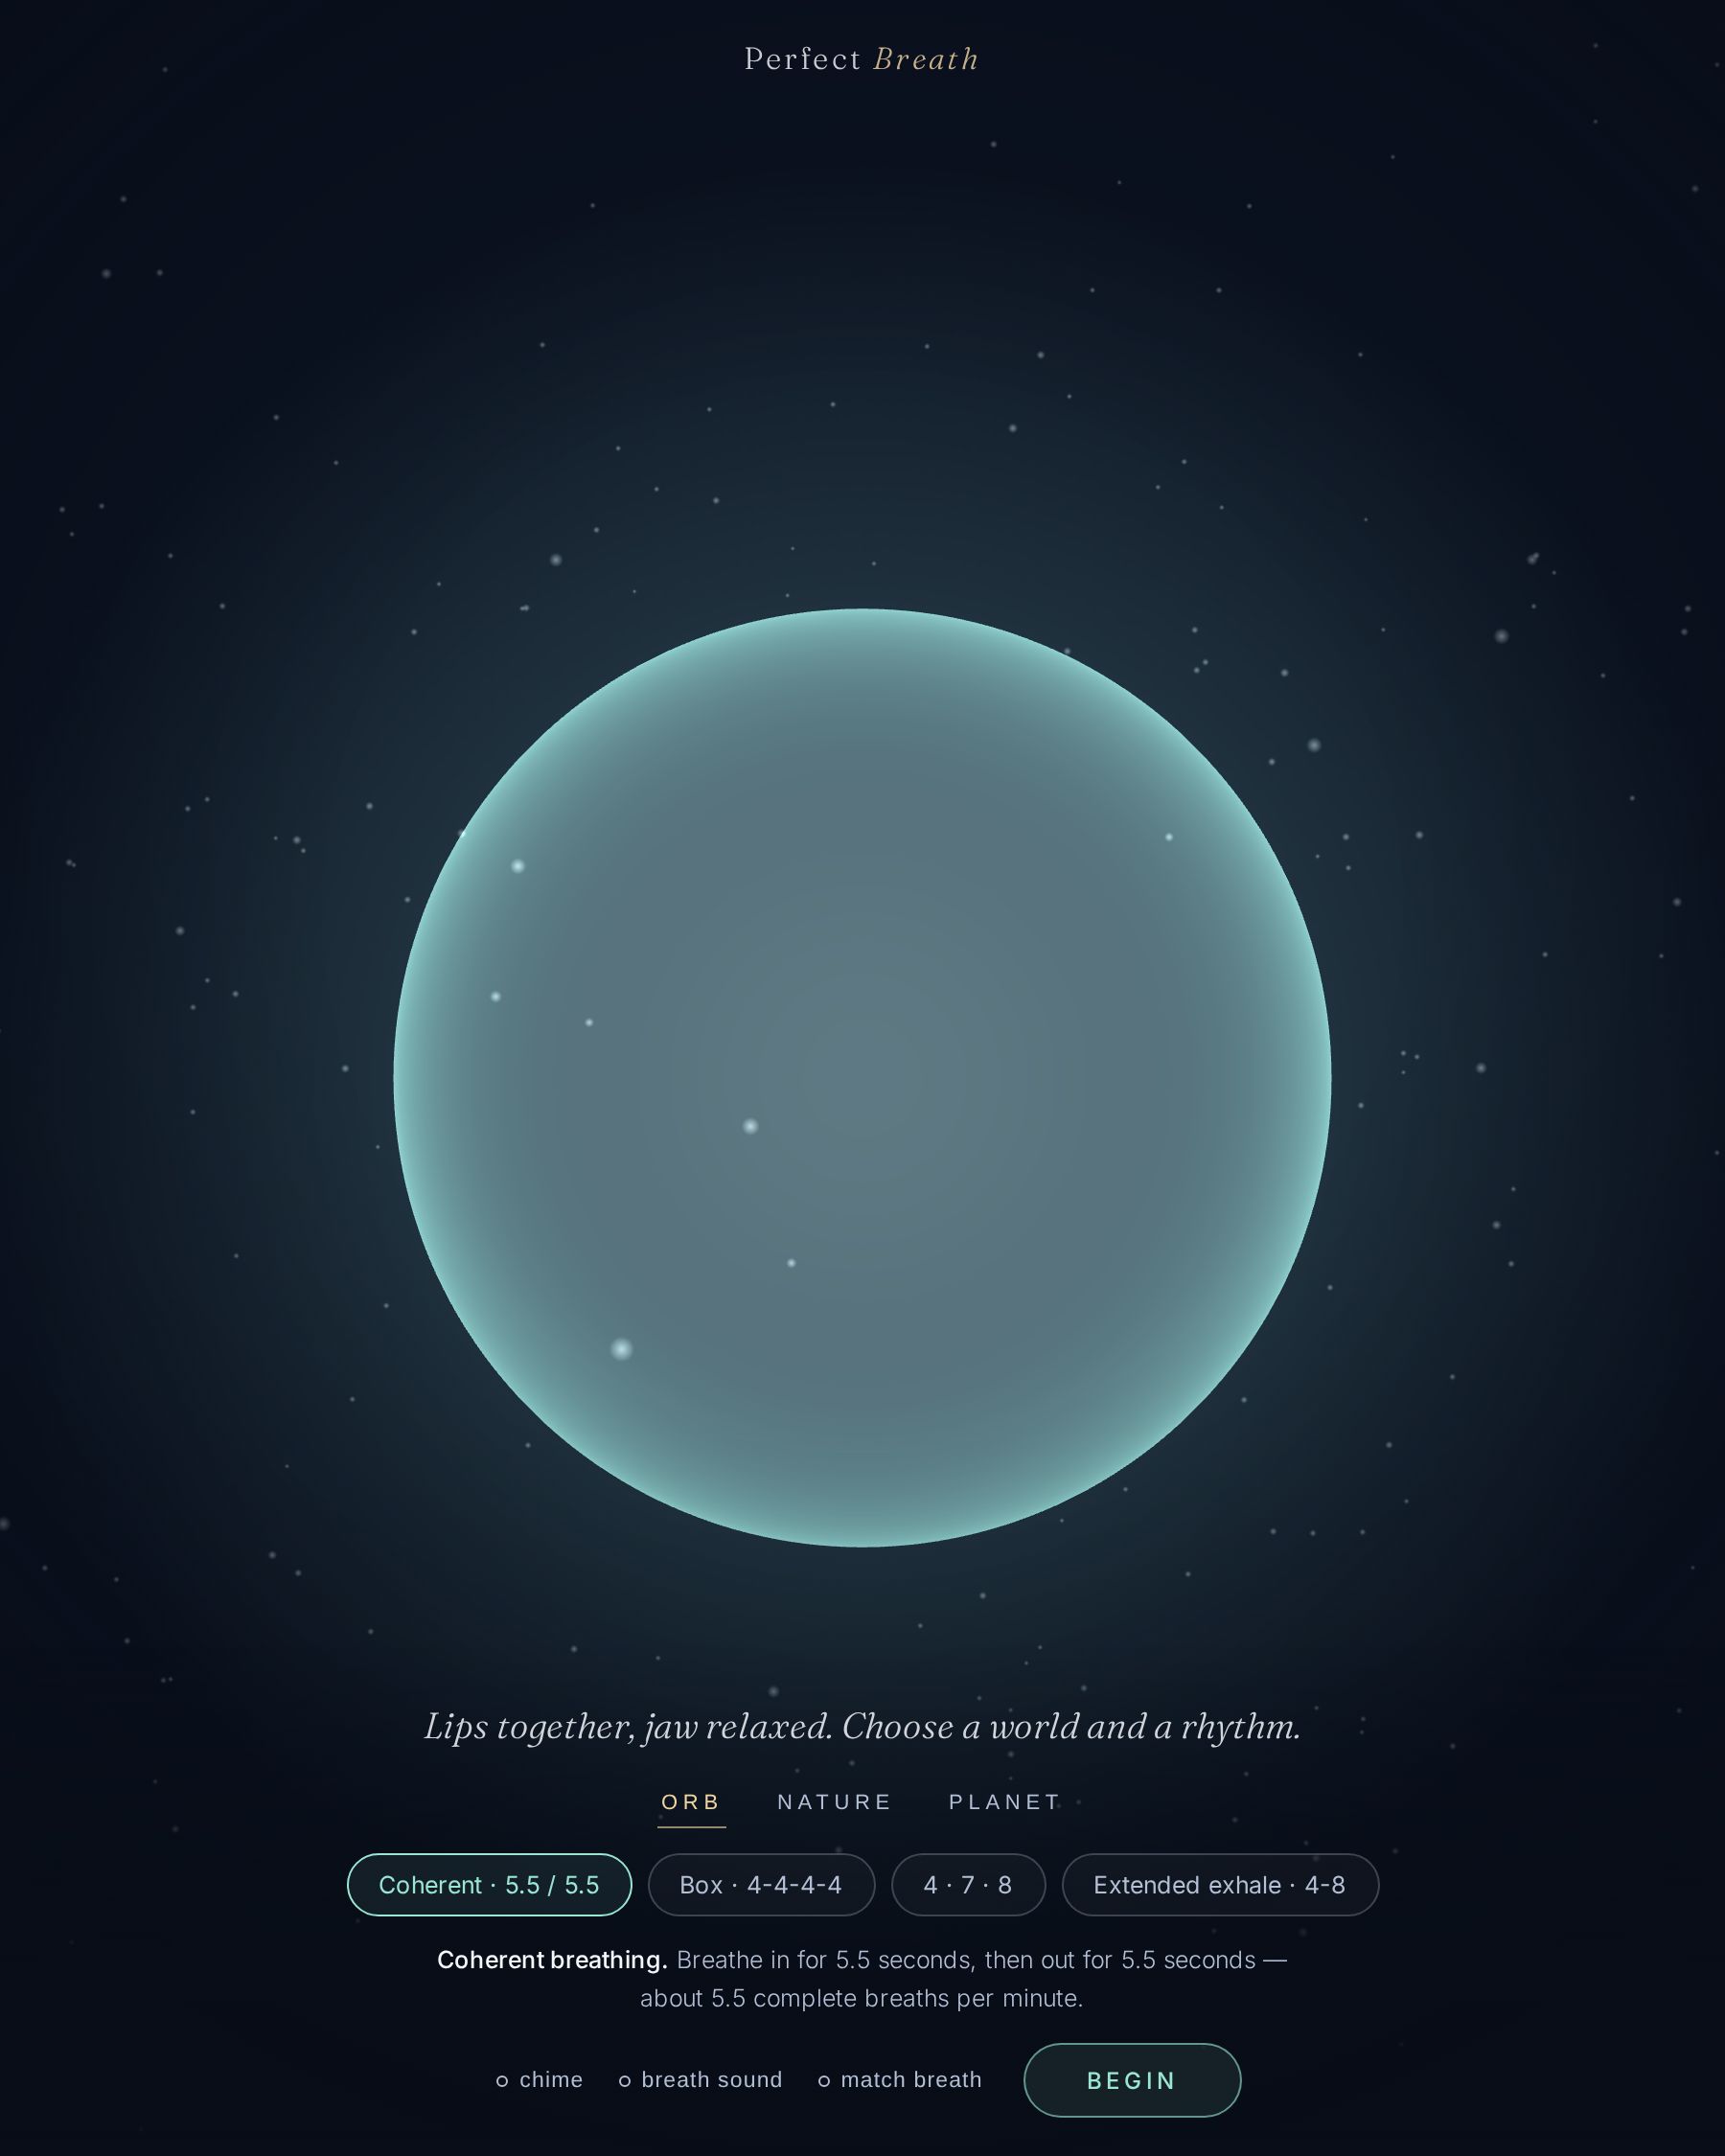 Perfect Breath
Lips together, jaw relaxed. Choose a world and a rhythm.
ORB NATURE PLANET
Coherent · 5.5 / 5.5 Box · 4-4-4-4 4 · 7 · 8 Extended exhale · 4-8
Coherent breathing. Breathe in for 5.5 seconds, then out for 5.5 seconds —
about 5.5 complete breaths per minute.
chime breath sound match breath BEGIN